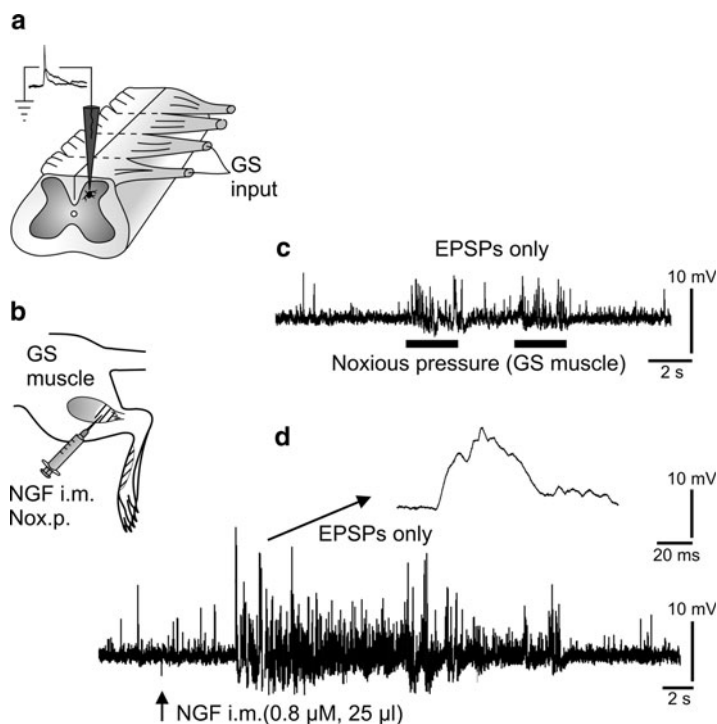 a
GS
input
c
EPSPs only
10 mV
Noxious pressure (GS muscle)
2 s
b
GS
muscle
NGF i.m.
Nox.p.
d
10 mV
EPSPs only
20 ms
10 mV
NGF i.m.(0.8 µM, 25 µl)
2 s